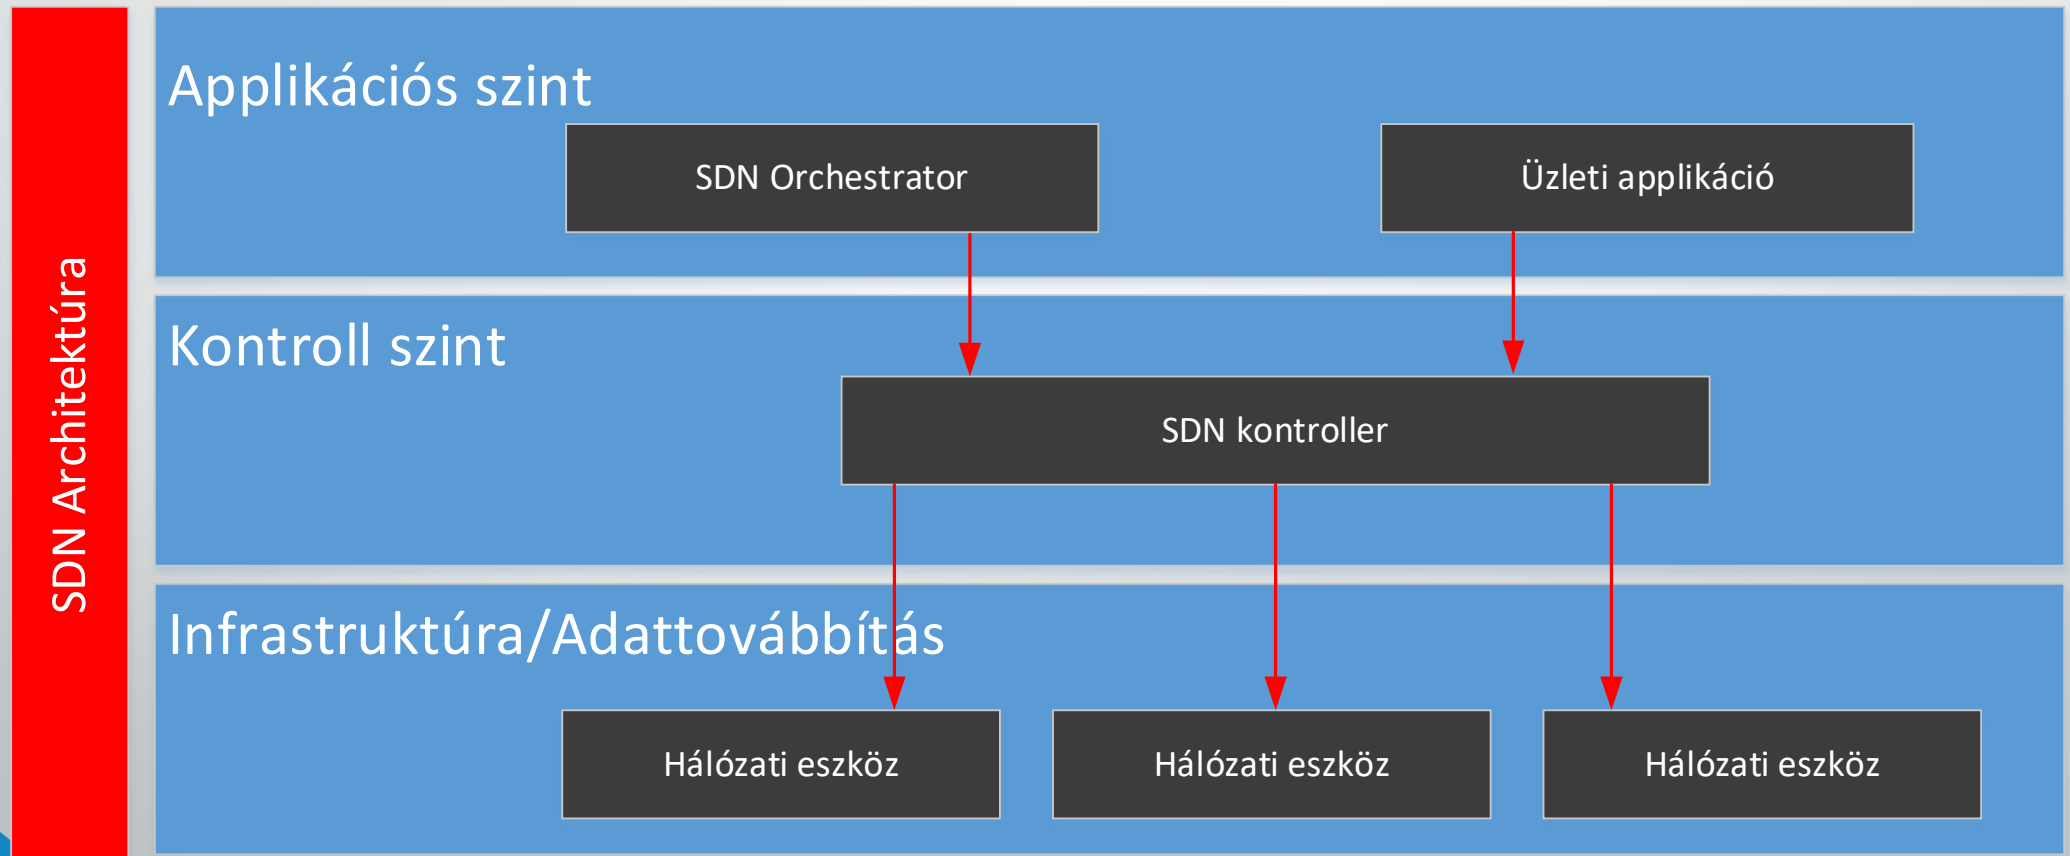 SDN Architektúra
Applikációs szint
SDN Orchestrator
Üzleti applikáció
Kontroll szint
SDN kontroller
Infrastruktúra/Adattovábbítás
Hálózati eszköz
Hálózati eszköz
Hálózati eszköz